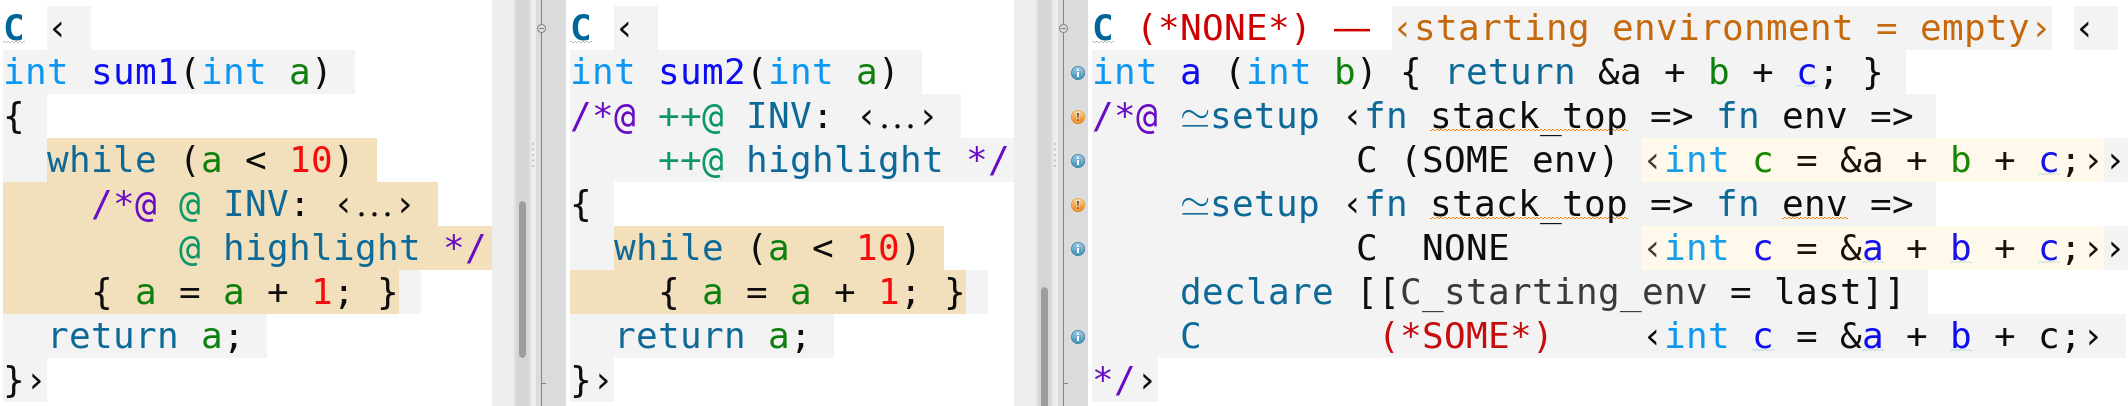 C ‹
int sum1(int a)
{
  while (a < 10)
    /*@ @ INV: ‹…›
        @ highlight */
    { a = a + 1; }
  return a;
}›
C ‹
int sum2(int a)
/*@ ++@ INV: ‹…›
    ++@ highlight */
{
  while (a < 10)
    { a = a + 1; }
  return a;
}›
C (*NONE*) — ‹starting environment = empty› ‹
int a (int b) { return &a + b + c; }
/*@ ≃setup ‹fn stack_top => fn env =>
            C (SOME env) ‹int c = &a + b + c;››
    ≃setup ‹fn stack_top => fn env =>
            C  NONE      ‹int c = &a + b + c;››
    declare [[C_starting_env = last]]
    C        (*SOME*)    ‹int c = &a + b + c;›
*/›